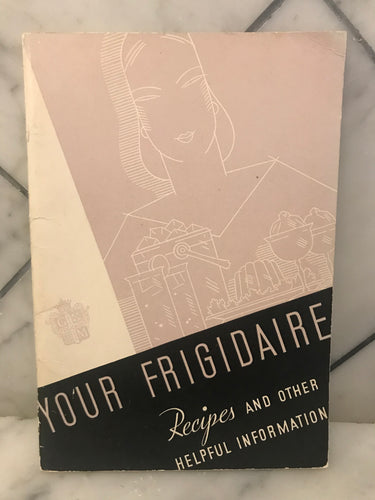 YOUR FRIGIDAIRE
Recipes AND OTHER
HELPFUL INFORMATION